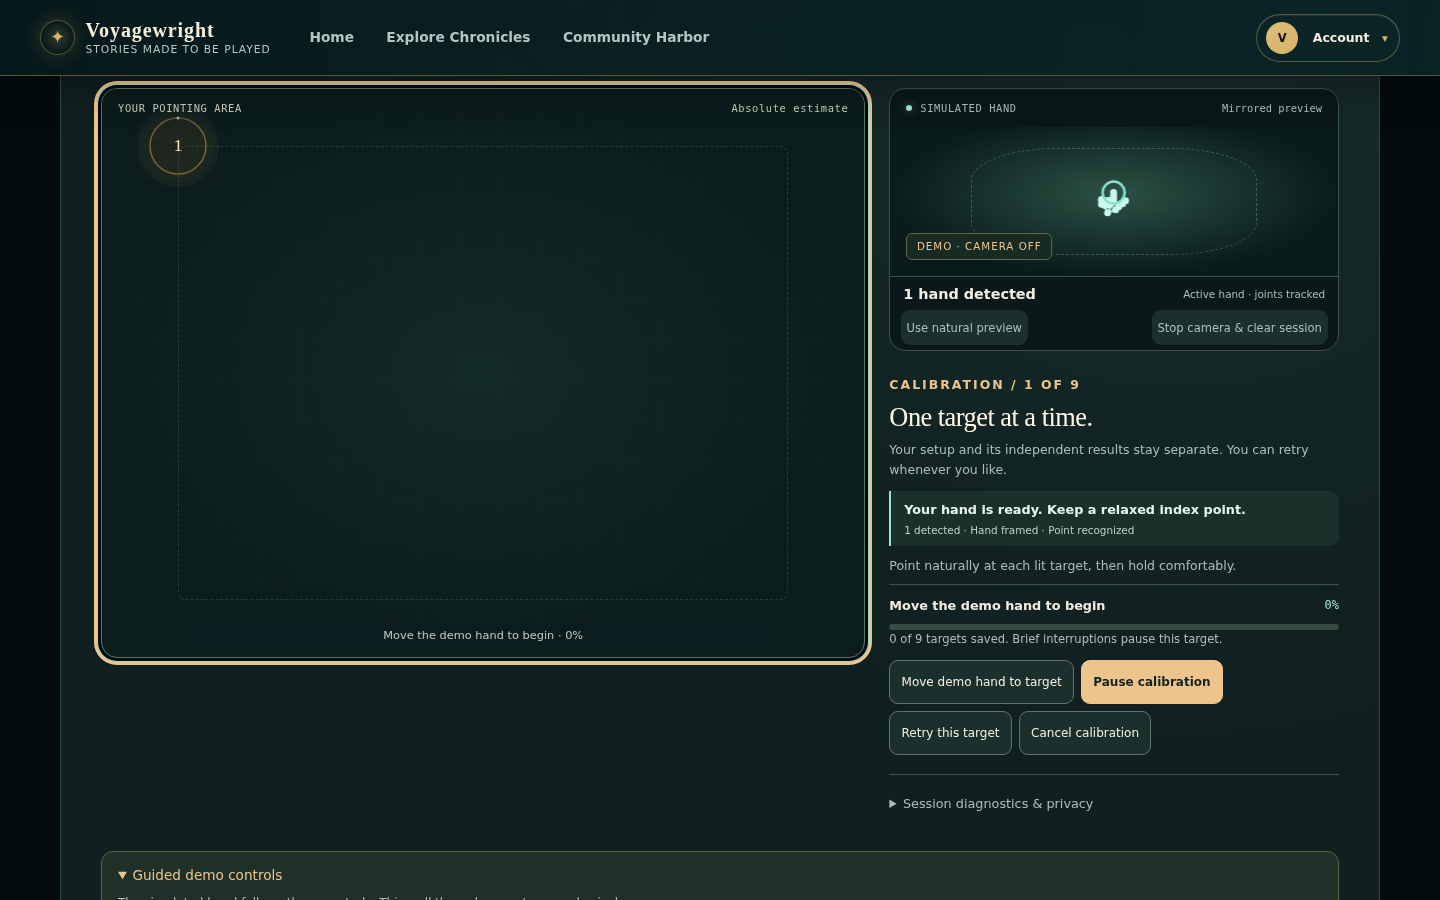 Voyagewright
STORIES MADE TO BE PLAYED
Home
Explore Chronicles
Community Harbor
V
Account
YOUR POINTING AREA
Absolute estimate
1
Move the demo hand to begin · 0%
SIMULATED HAND
Mirrored preview
DEMO · CAMERA OFF
1 hand detected
Active hand · joints tracked
Use natural preview
Stop camera & clear session
CALIBRATION / 1 OF 9
One target at a time.
Your setup and its independent results stay separate. You can retry
whenever you like.
Your hand is ready. Keep a relaxed index point.
1 detected · Hand framed · Point recognized
Point naturally at each lit target, then hold comfortably.
Move the demo hand to begin
0%
0 of 9 targets saved. Brief interruptions pause this target.
Move demo hand to target
Pause calibration
Retry this target
Cancel calibration
Session diagnostics & privacy
Guided demo controls